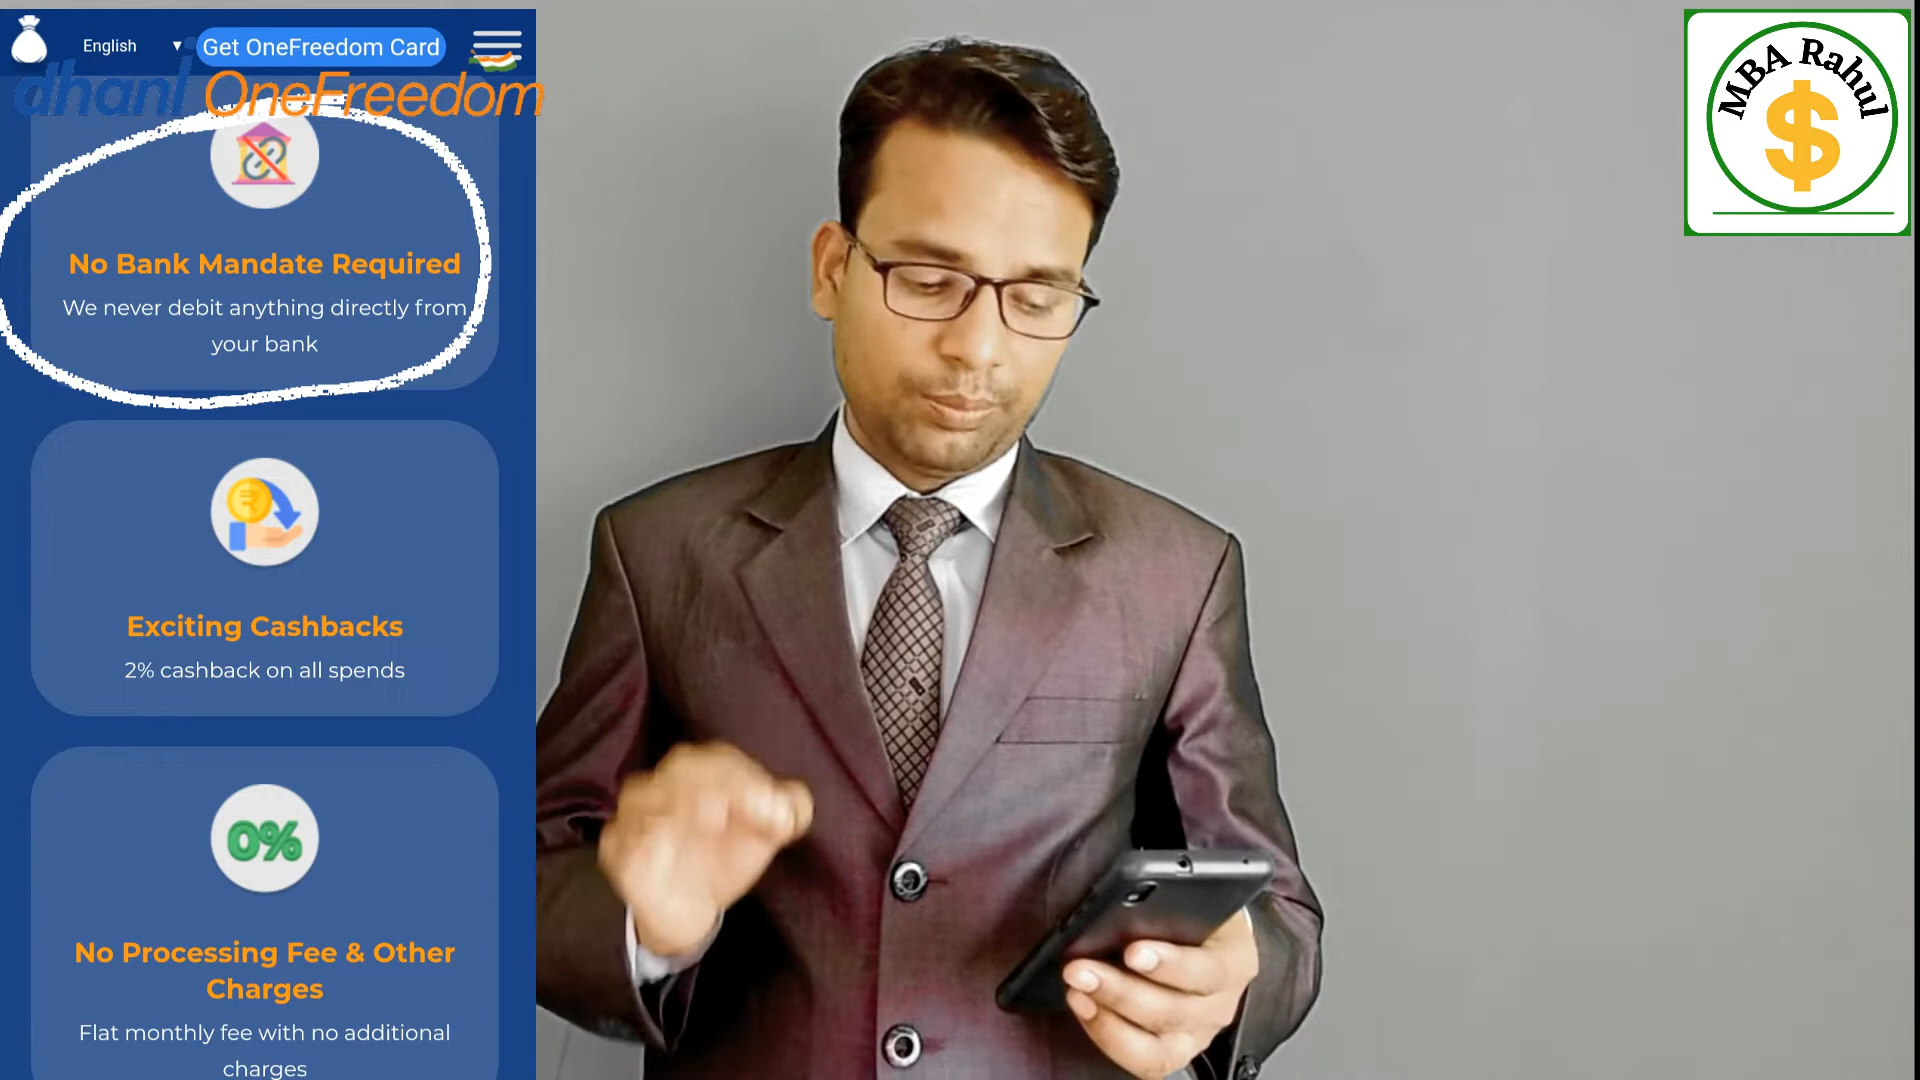 English ▼ Get OneFreedom Card
dhani OneFreedom
No Bank Mandate Required
We never debit anything directly from
your bank
Exciting Cashbacks
2% cashback on all spends
0%
No Processing Fee & Other
Charges
Flat monthly fee with no additional
charges
MBA Rahul
$